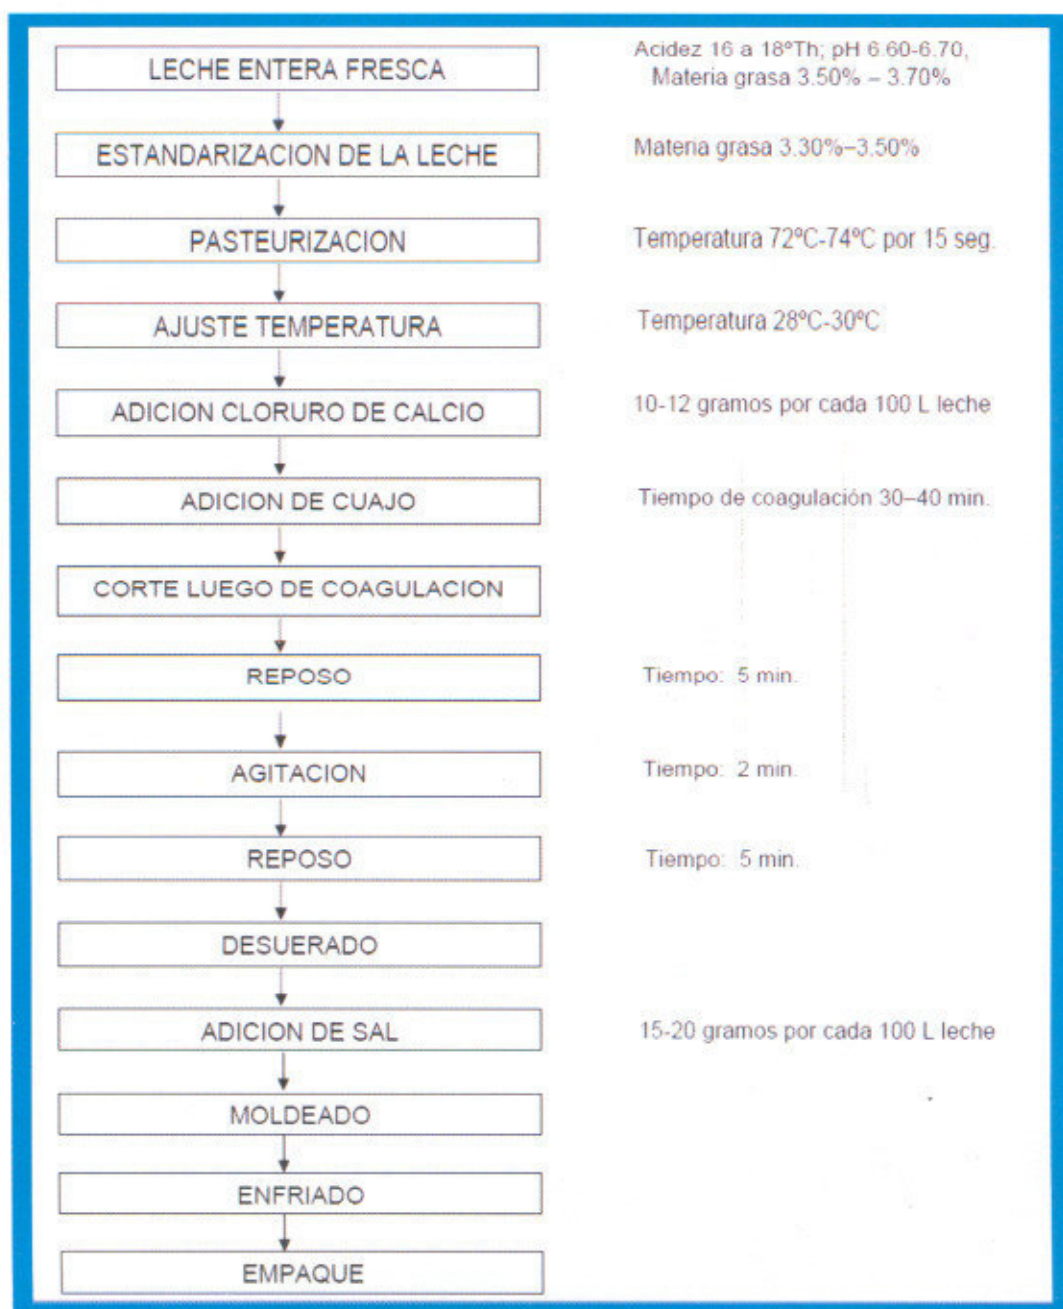 LECHE ENTERA FRESCA
Acidez 16 a 18ºTh; pH 6.60-6.70,
Materia grasa 3.50% – 3.70%
ESTANDARIZACION DE LA LECHE
Materia grasa 3.30%–3.50%
PASTEURIZACION
Temperatura 72ºC-74ºC por 15 seg.
AJUSTE TEMPERATURA
Temperatura 28ºC-30ºC
ADICION CLORURO DE CALCIO
10-12 gramos por cada 100 L leche
ADICION DE CUAJO
Tiempo de coagulación 30–40 min.
CORTE LUEGO DE COAGULACION
REPOSO
Tiempo: 5 min.
AGITACION
Tiempo: 2 min.
REPOSO
Tiempo: 5 min.
DESUERADO
ADICION DE SAL
15-20 gramos por cada 100 L leche
MOLDEADO
ENFRIADO
EMPAQUE